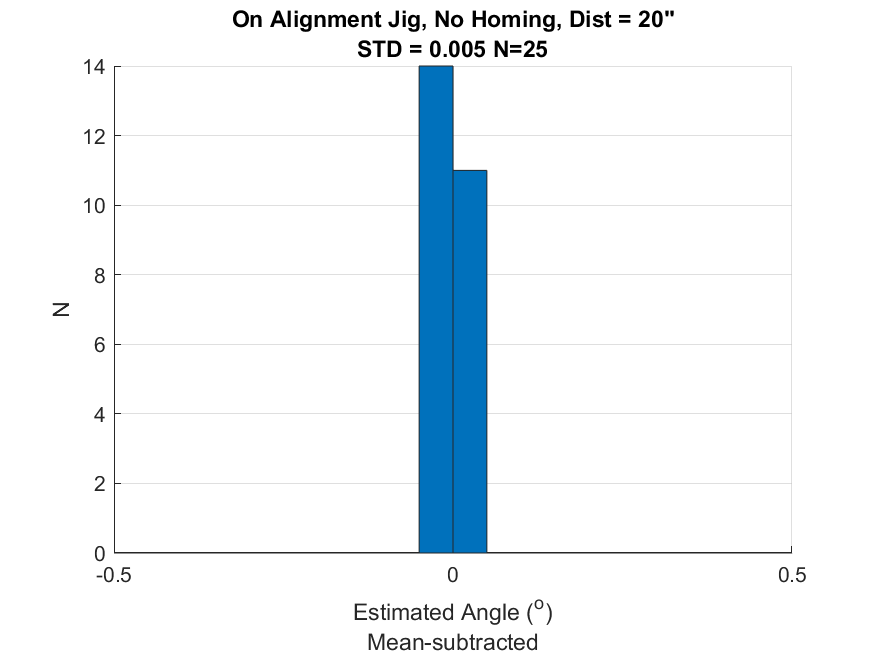 On Alignment Jig, No Homing, Dist = 20"
STD = 0.005 N=25
14
12
10
8
6
4
2
0
N
-0.5
0
0.5
Estimated Angle (o)
Mean-subtracted